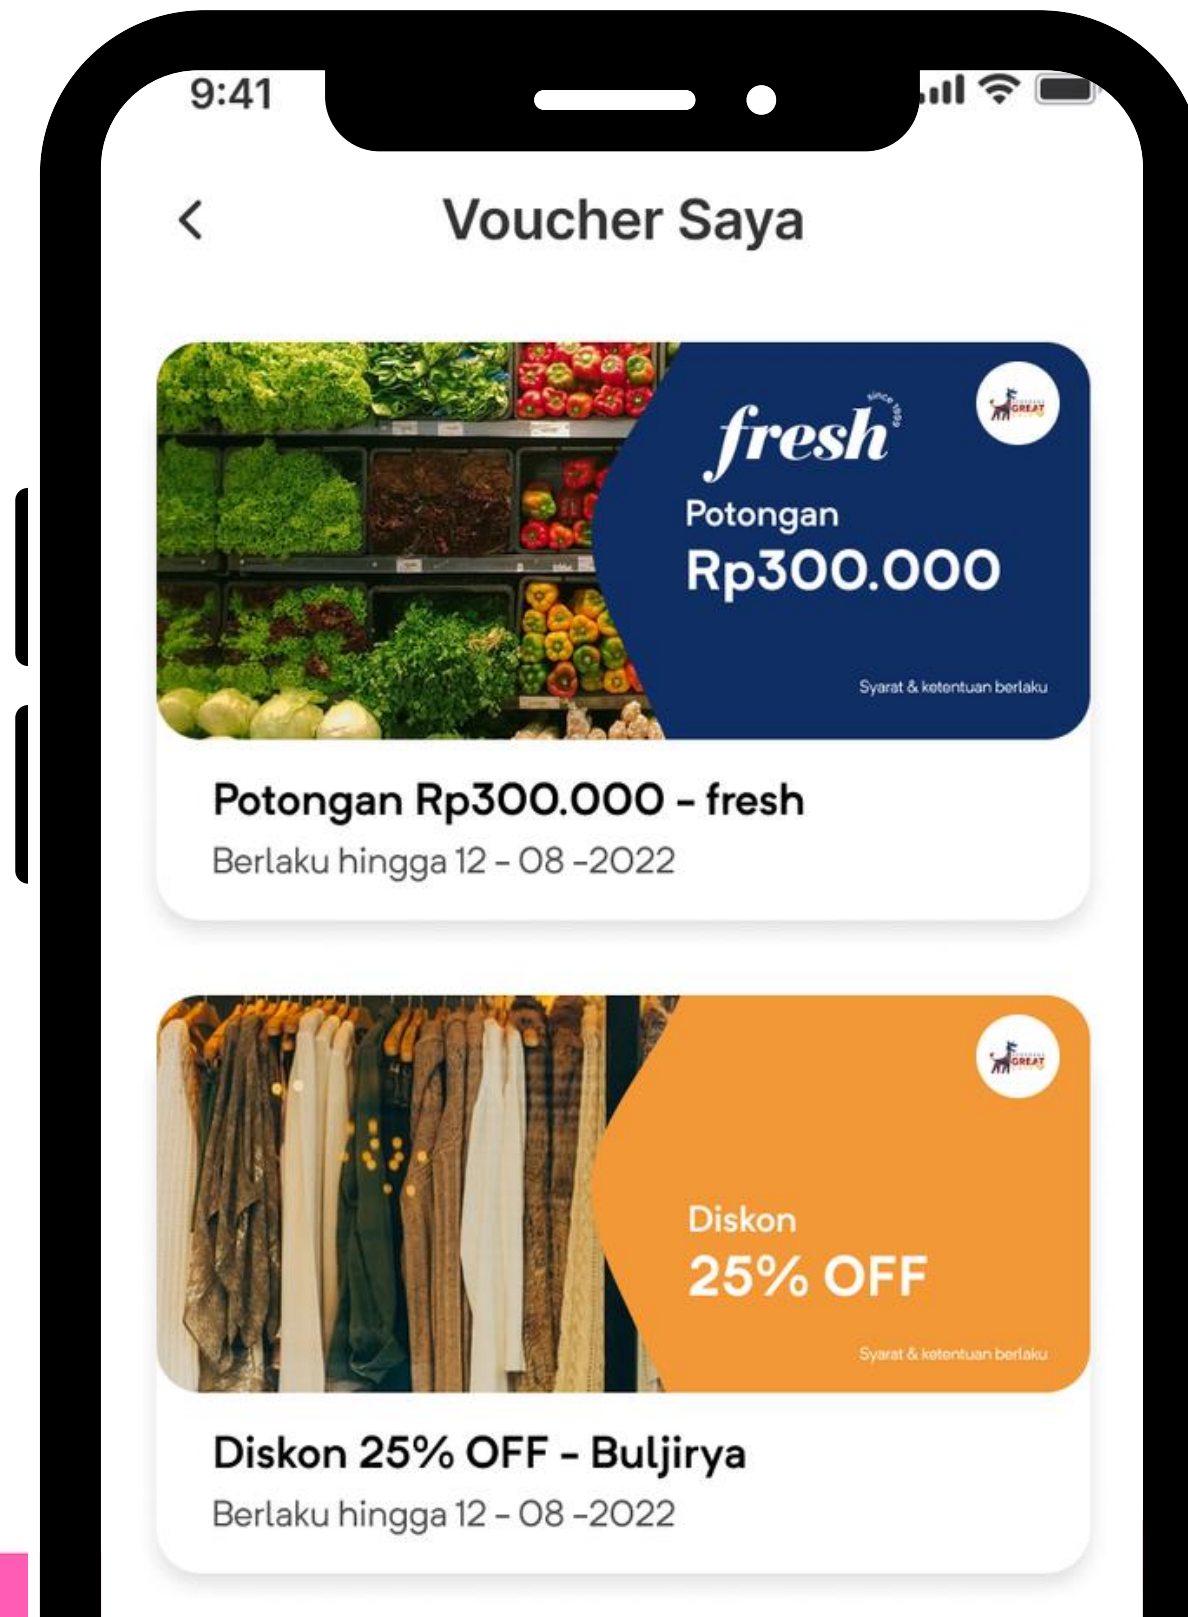 9:41
Voucher Saya
fresh
since 1999
Potongan
Rp300.000
Syarat & ketentuan berlaku
GREAT
Potongan Rp300.000 - fresh
Berlaku hingga 12 - 08 -2022
GREAT
Diskon
25% OFF
Syarat & ketentuan berlaku
Diskon 25% OFF - Buljirya
Berlaku hingga 12 - 08 -2022